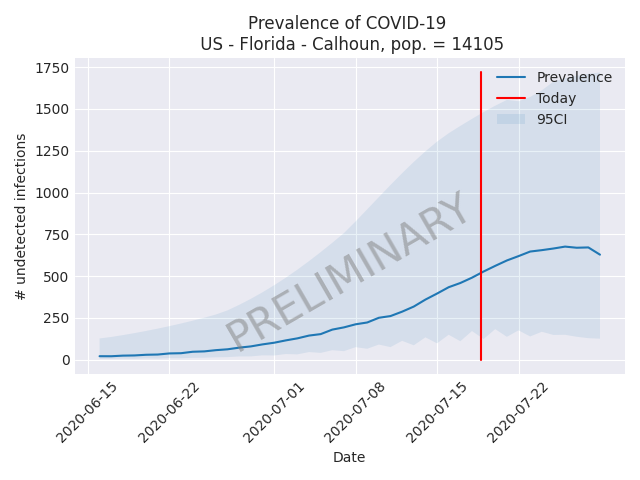 Prevalence of COVID-19
US - Florida - Calhoun, pop. = 14105
Prevalence
Today
95CI
PRELIMINARY
# undetected infections
1750
1500
1250
1000
750
500
250
0
2020-06-15
2020-06-22
2020-07-01
2020-07-08
2020-07-15
2020-07-22
Date